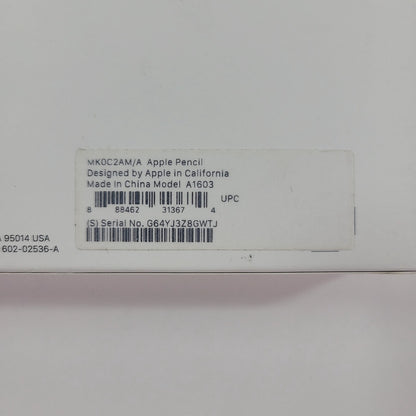 MK0C2AM/A Apple Pencil
Designed by Apple in California
Made in China Model A1603
UPC
8 88462 31367 4
(S) Serial No. G64YJ3Z8GWTJ
95014 USA
602-02536-A